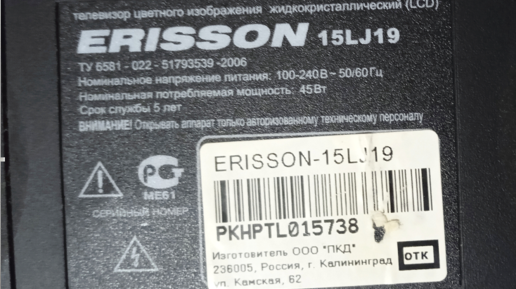 телевизор цветного изображения жидкокристаллический (LCD)
ERISSON 15LJ19
ТУ 6581 - 022 - 51793539 -2006
Номинальное напряжение питания: 100-240В ~ 50/60 Гц
Номинальная потребляемая мощность: 45Вт
Срок службы 5 лет
ВНИМАНИЕ! Открывать аппарат только авторизованному техническому персоналу
РСТ
МЕ61
СЕРИЙНЫЙ НОМЕР
ERISSON-15LJ19
PKHPTL015738
Изготовитель ООО "ПКД"
236005, Россия, г. Калининград
ул. Камская, 62
ОТК